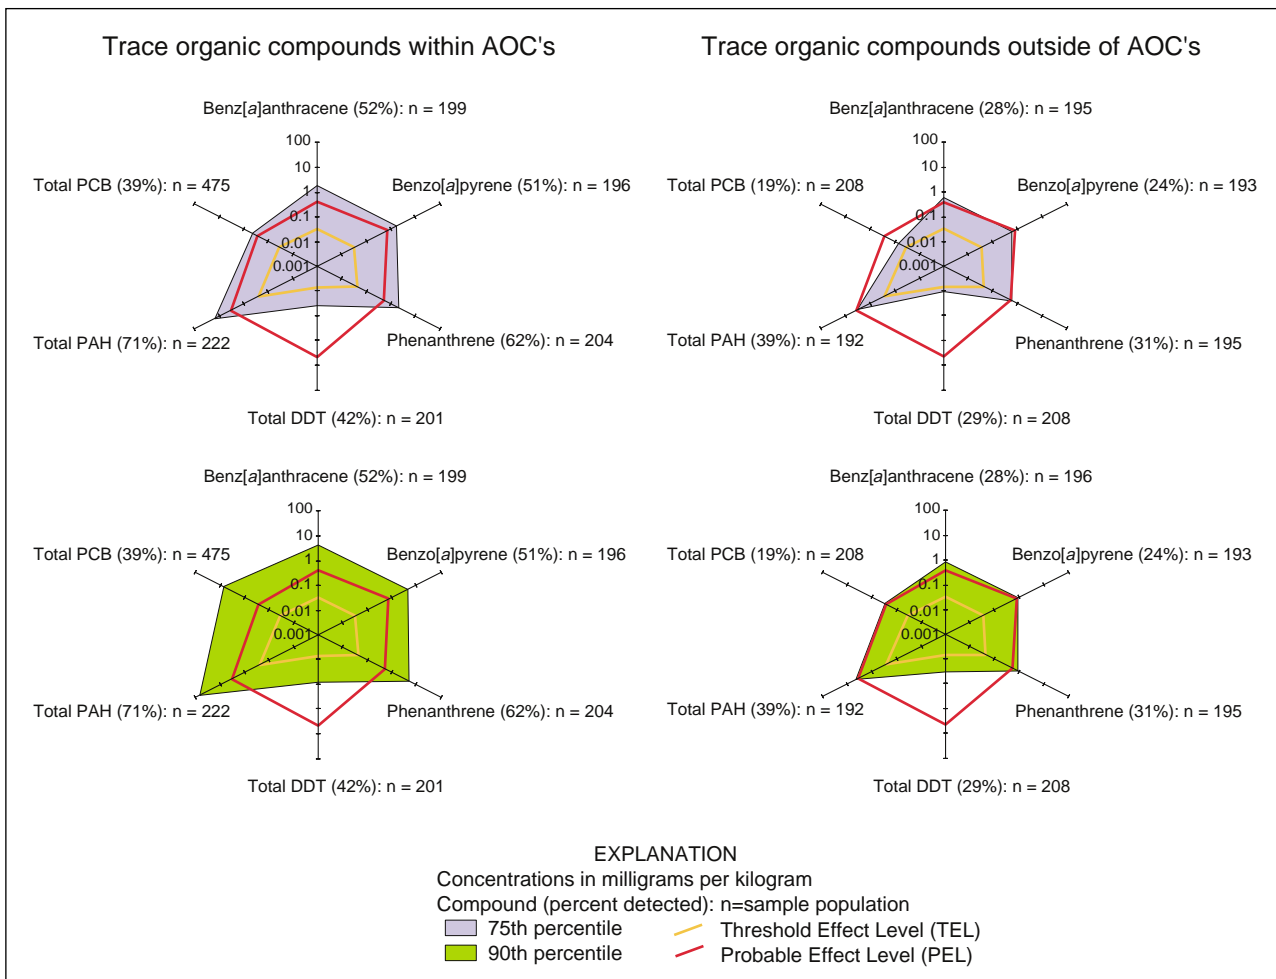 Trace organic compounds within AOC's
Trace organic compounds outside of AOC's
Benz[a]anthracene (52%): n = 199
100
10
1
0.1
0.01
0.001
Total PCB (39%): n = 475
Benzo[a]pyrene (51%): n = 196
Total PAH (71%): n = 222
Phenanthrene (62%): n = 204
Total DDT (42%): n = 201
Benz[a]anthracene (28%): n = 195
100
10
1
0.1
0.01
0.001
Total PCB (19%): n = 208
Benzo[a]pyrene (24%): n = 193
Total PAH (39%): n = 192
Phenanthrene (31%): n = 195
Total DDT (29%): n = 208
Benz[a]anthracene (52%): n = 199
100
10
1
0.1
0.01
0.001
Total PCB (39%): n = 475
Benzo[a]pyrene (51%): n = 196
Total PAH (71%): n = 222
Phenanthrene (62%): n = 204
Total DDT (42%): n = 201
Benz[a]anthracene (28%): n = 196
100
10
1
0.1
0.01
0.001
Total PCB (19%): n = 208
Benzo[a]pyrene (24%): n = 193
Total PAH (39%): n = 192
Phenanthrene (31%): n = 195
Total DDT (29%): n = 208
EXPLANATION
Concentrations in milligrams per kilogram
Compound (percent detected): n=sample population
75th percentile
Threshold Effect Level (TEL)
90th percentile
Probable Effect Level (PEL)